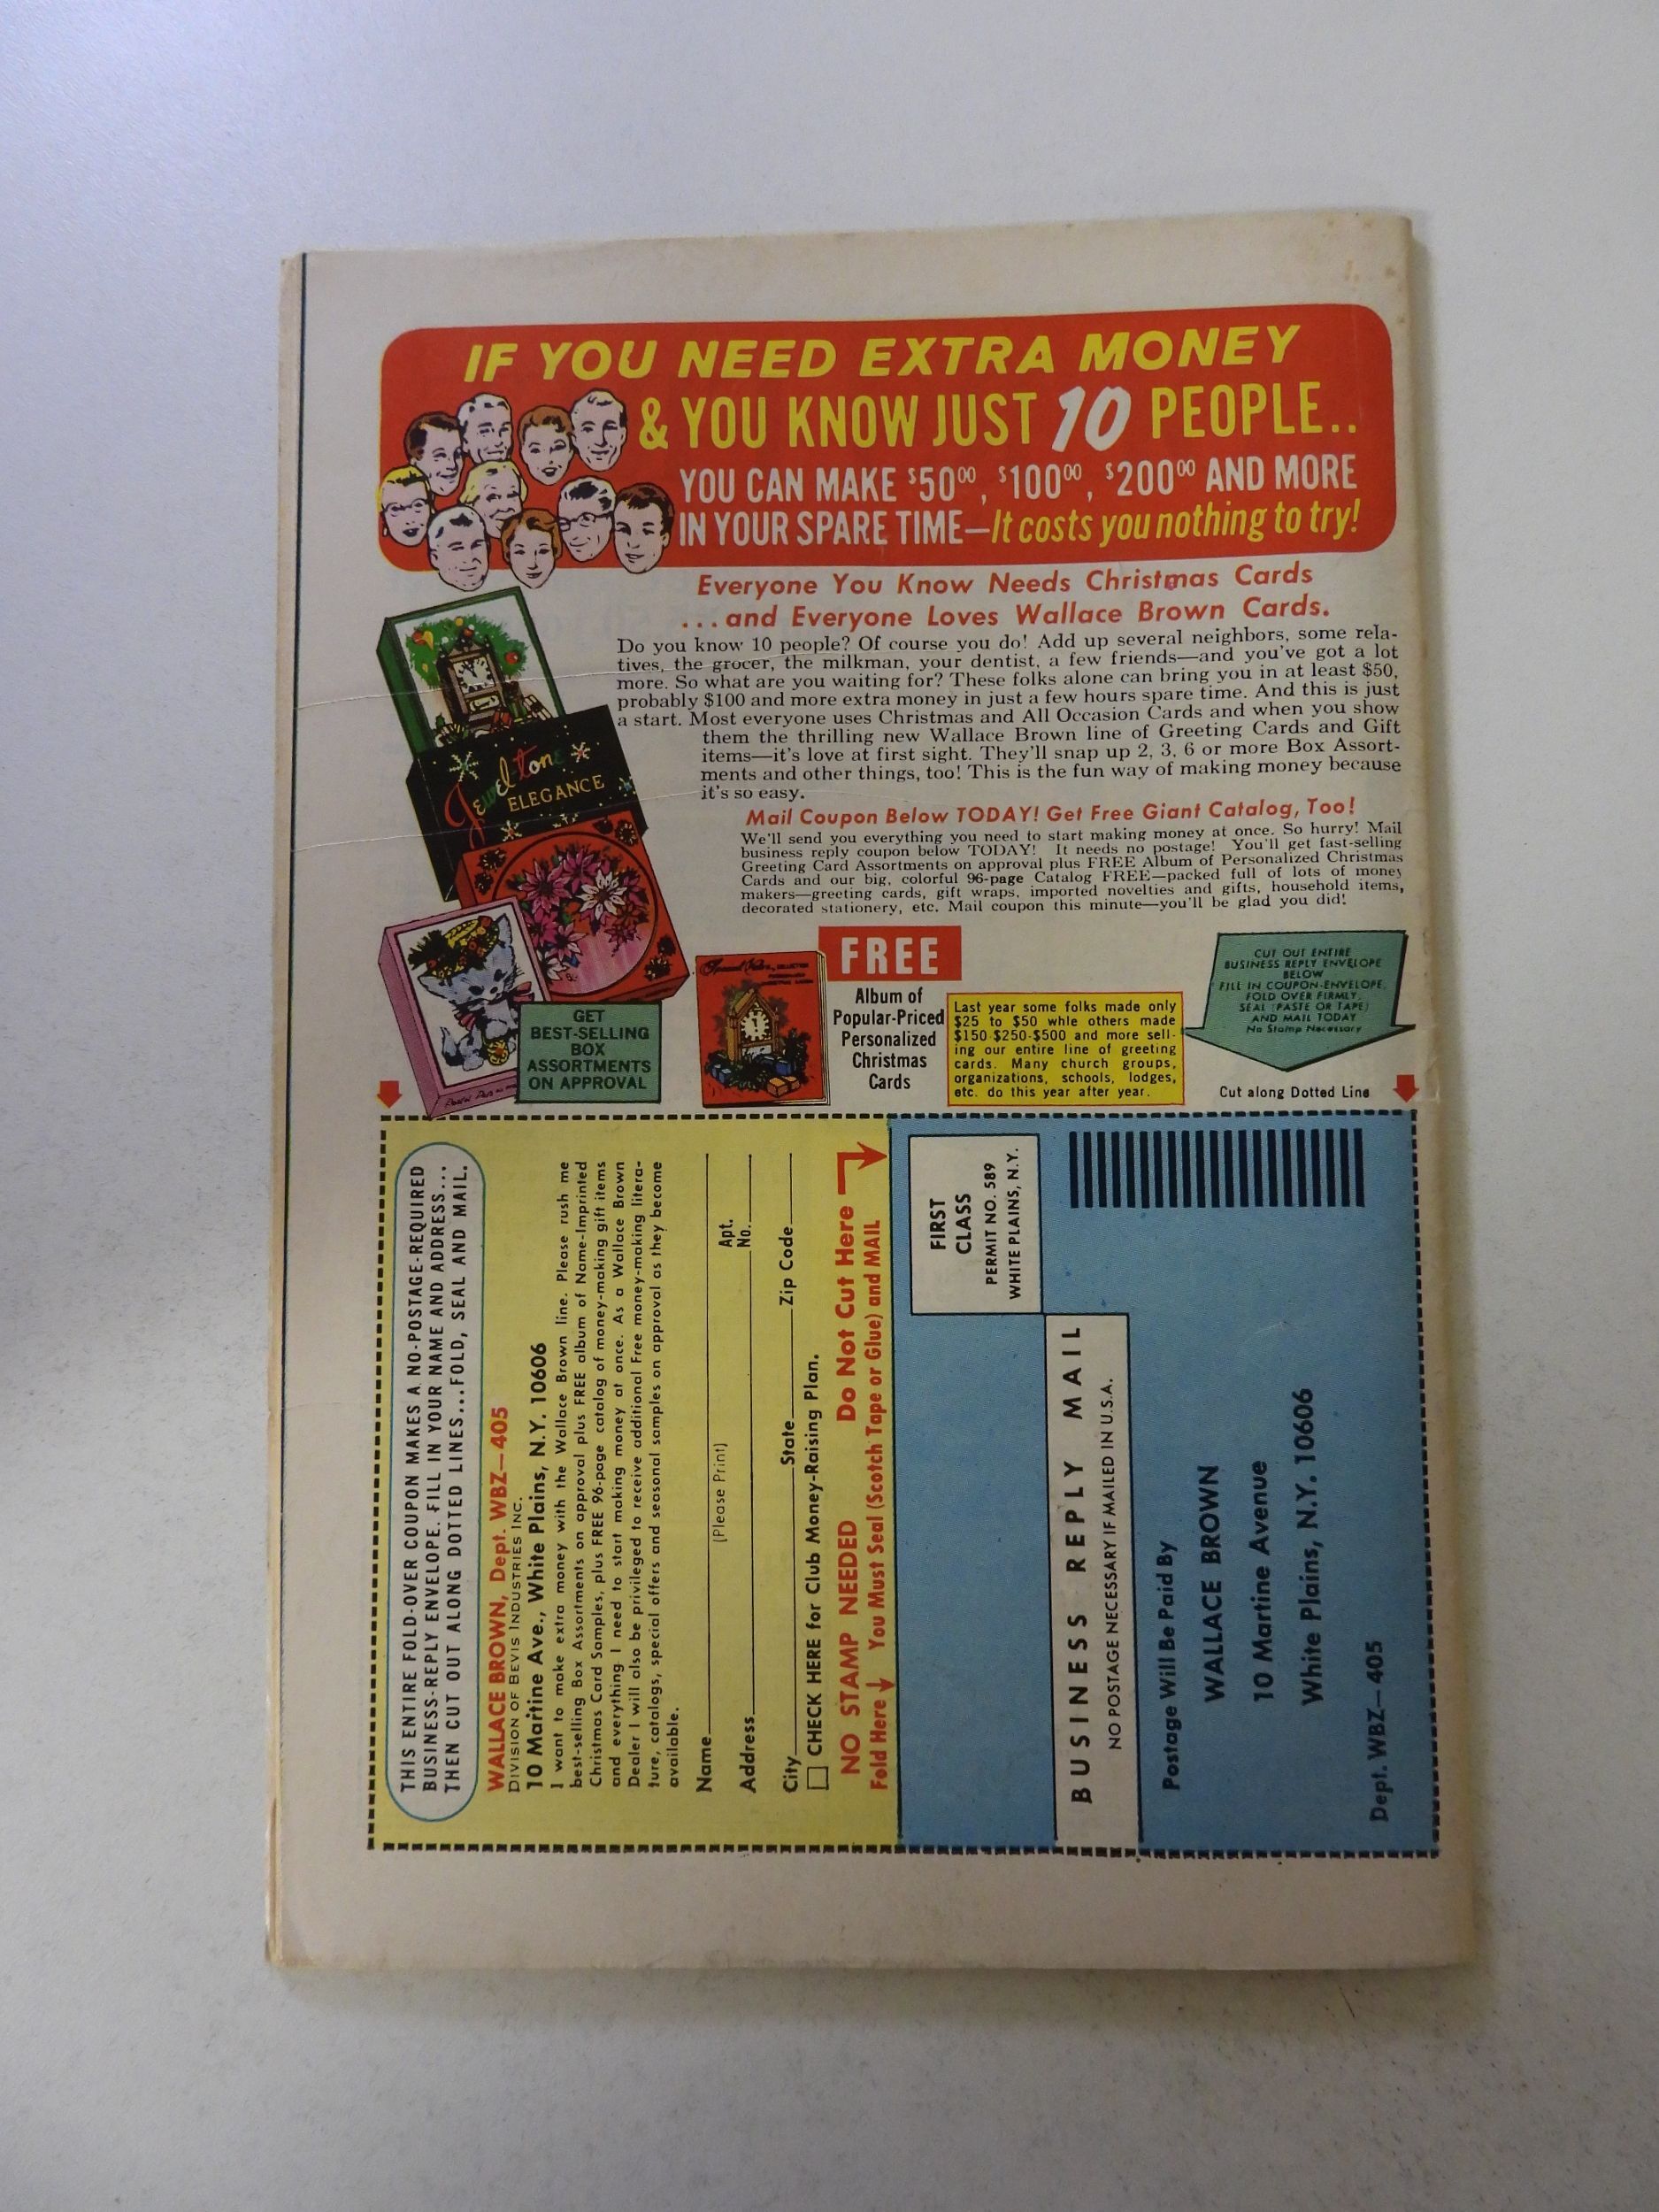 IF YOU NEED EXTRA MONEY
& YOU KNOW JUST 10 PEOPLE..
YOU CAN MAKE $50⁰⁰, $100⁰⁰, $200⁰⁰ AND MORE
IN YOUR SPARE TIME—It costs you nothing to try!
Everyone You Know Needs Christmas Cards
...and Everyone Loves Wallace Brown Cards.
Do you know 10 people? Of course you do! Add up several neighbors, some rela-
tives, the grocer, the milkman, your dentist, a few friends—and you've got a lot
more. So what are you waiting for? These folks alone can bring you in at least $50,
probably $100 and more extra money in just a few hours spare time. And this is just
a start. Most everyone uses Christmas and All Occasion Cards and when you show
them the thrilling new Wallace Brown line of Greeting Cards and Gift
items—it's love at first sight. They'll snap up 2, 3, 6 or more Box Assort-
ments and other things, too! This is the fun way of making money because
it's so easy.
Jewel-tone
ELEGANCE
Mail Coupon Below TODAY! Get Free Giant Catalog, Too!
We'll send you everything you need to start making money at once. So hurry! Mail
business reply coupon below TODAY! It needs no postage! You'll get fast-selling
Greeting Card Assortments on approval plus FREE Album of Personalized Christmas
Cards and our big, colorful 96-page Catalog FREE—packed full of lots of money
makers—greeting cards, gift wraps, imported novelties and gifts, household items,
decorated stationery, etc. Mail coupon this minute—you'll be glad you did!
GET
BEST-SELLING
BOX
ASSORTMENTS
ON APPROVAL
FREE
Album of
Popular-Priced
Personalized
Christmas
Cards
Last year some folks made only
$25 to $50 whle others made
$150-$250-$500 and more sell-
ing our entire line of greeting
cards. Many church groups,
organizations, schools, lodges,
etc. do this year after year.
CUT OUT ENTIRE
BUSINESS REPLY ENVELOPE
BELOW
FILL IN COUPON-ENVELOPE,
FOLD OVER FIRMLY,
SEAL (PASTE OR TAPE)
AND MAIL TODAY
No Stamp Necessary
Cut along Dotted Line
THIS ENTIRE FOLD-OVER COUPON MAKES A NO-POSTAGE-REQUIRED
BUSINESS-REPLY ENVELOPE. FILL IN YOUR NAME AND ADDRESS...
THEN CUT OUT ALONG DOTTED LINES...FOLD, SEAL AND MAIL.
WALLACE BROWN, Dept. WBZ—405
DIVISION OF BEVIS INDUSTRIES INC.
10 Martine Ave., White Plains, N.Y. 10606
I want to make extra money with the Wallace Brown line. Please rush me
best-selling Box Assortments on approval plus FREE album of Name-Imprinted
Christmas Card Samples, plus FREE 96-page catalog of money-making gift items
and everything I need to start making money at once. As a Wallace Brown
Dealer I will also be privileged to receive additional Free money-making litera-
ture, catalogs, special offers and seasonal samples on approval as they become
available.
Name
(Please Print)
Address Apt. No.
City State Zip Code
CHECK HERE for Club Money-Raising Plan.
NO STAMP NEEDED Do Not Cut Here
Fold Here You Must Seal (Scotch Tape or Glue) and MAIL
FIRST
CLASS
PERMIT NO. 589
WHITE PLAINS, N.Y.
BUSINESS REPLY MAIL
NO POSTAGE NECESSARY IF MAILED IN U.S.A.
Postage Will Be Paid By
WALLACE BROWN
10 Martine Avenue
White Plains, N.Y. 10606
Dept. WBZ—405